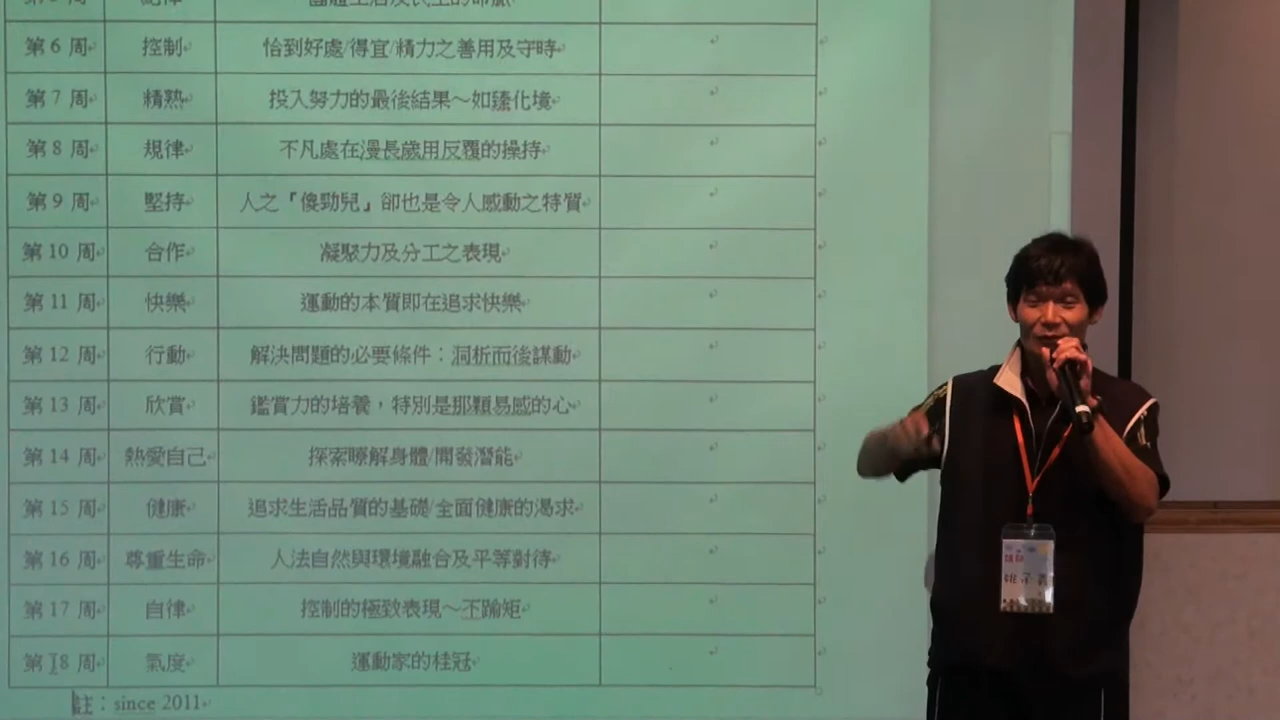 第 6 周 控制 恰到好處/得宜/精力之善用及守時
第 7 周 精熟 投入努力的最後結果～如臻化境
第 8 周 規律 不凡處在漫長歲用反覆的操持
第 9 周 堅持 人之『傻勁兒』卻也是令人感動之特質
第 10 周 合作 凝聚力及分工之表現
第 11 周 快樂 運動的本質即在追求快樂
第 12 周 行動 解決問題的必要條件：洞析而後謀動
第 13 周 欣賞 鑑賞力的培養，特別是那顆易感的心
第 14 周 熱愛自己 探索瞭解身體/開發潛能
第 15 周 健康 追求生活品質的基礎/全面健康的渴求
第 16 周 尊重生命 人法自然與環境融合及平等對待
第 17 周 自律 控制的極致表現～不踰矩
第 18 周 氣度 運動家的桂冠
註：since 2011